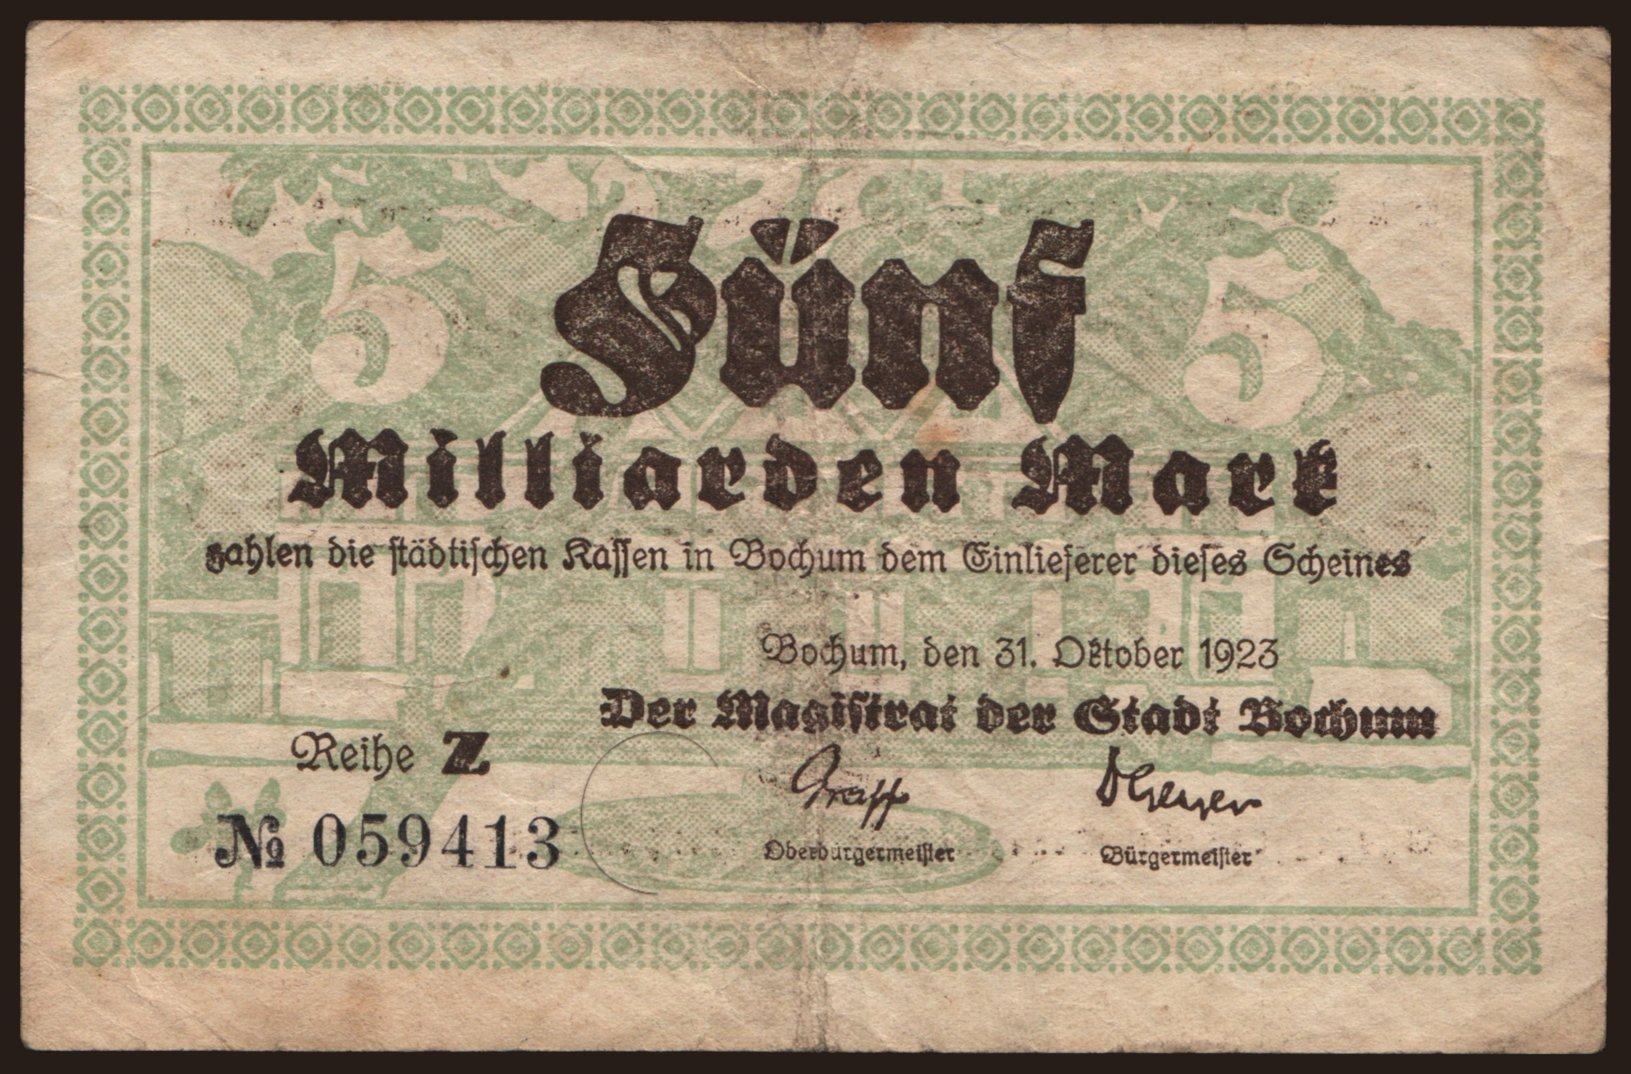 5 Fünf 5
Milliarden Mark
zahlen die städtischen Kassen in Bochum dem Einlieferer dieses Scheines
Bochum, den 31. Oktober 1923
Der Magistrat der Stadt Bochum
Reihe Z
№ 059413
Graff
Oberbürgermeister Bürgermeister